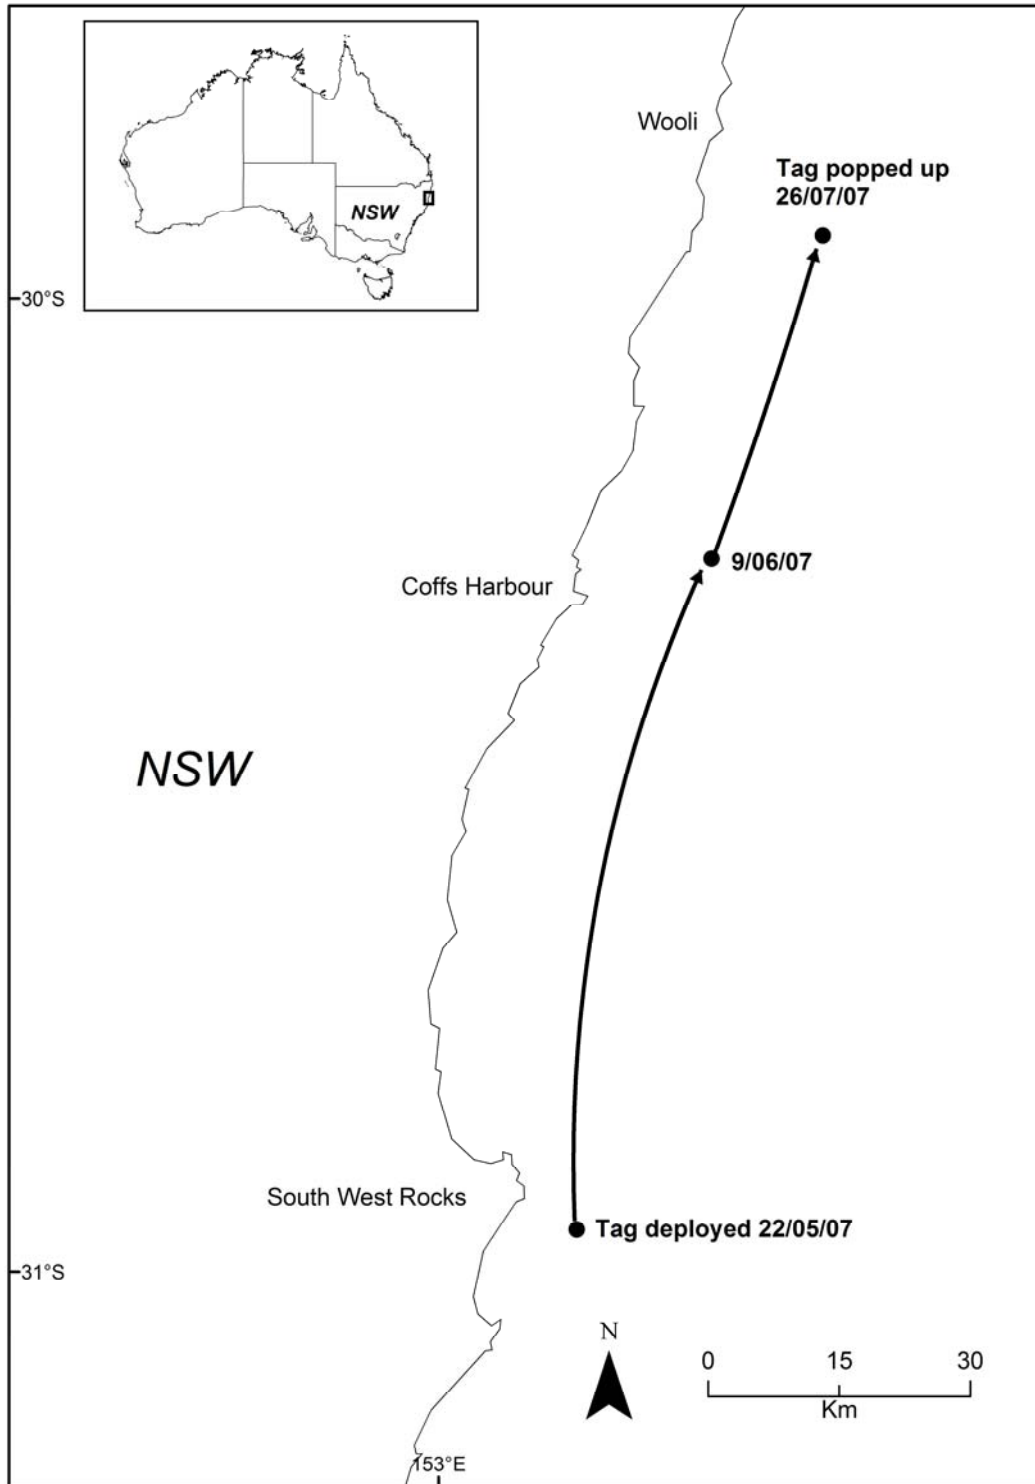 NSW
Wooli
Tag popped up
26/07/07
30°S
9/06/07
Coffs Harbour
NSW
South West Rocks
Tag deployed 22/05/07
31°S
N
0 15 30
Km
153°E